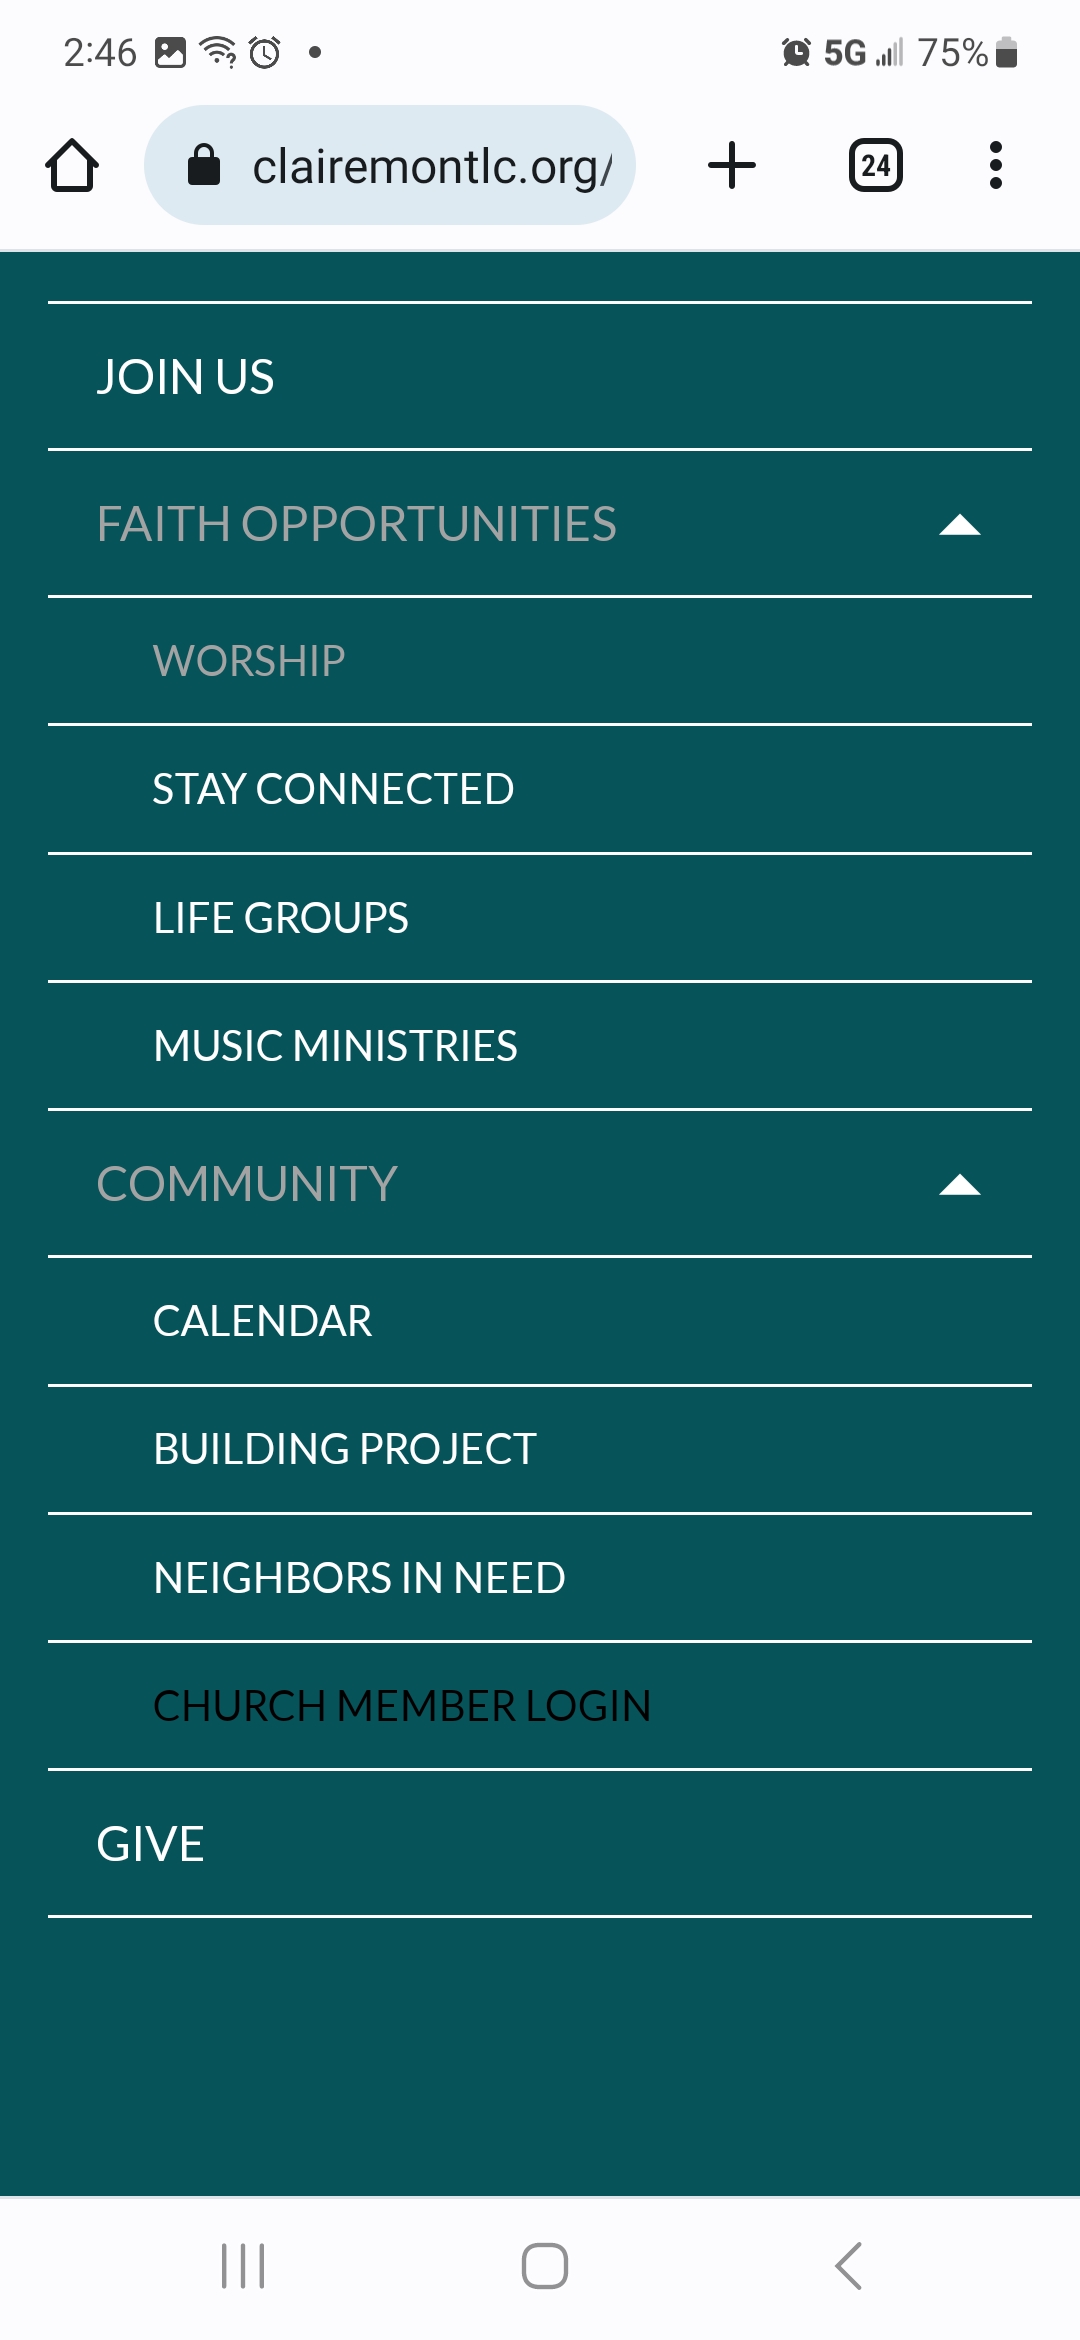 2:46 5G 75%
clairemontlc.org/ 24
JOIN US
FAITH OPPORTUNITIES
WORSHIP
STAY CONNECTED
LIFE GROUPS
MUSIC MINISTRIES
COMMUNITY
CALENDAR
BUILDING PROJECT
NEIGHBORS IN NEED
CHURCH MEMBER LOGIN
GIVE